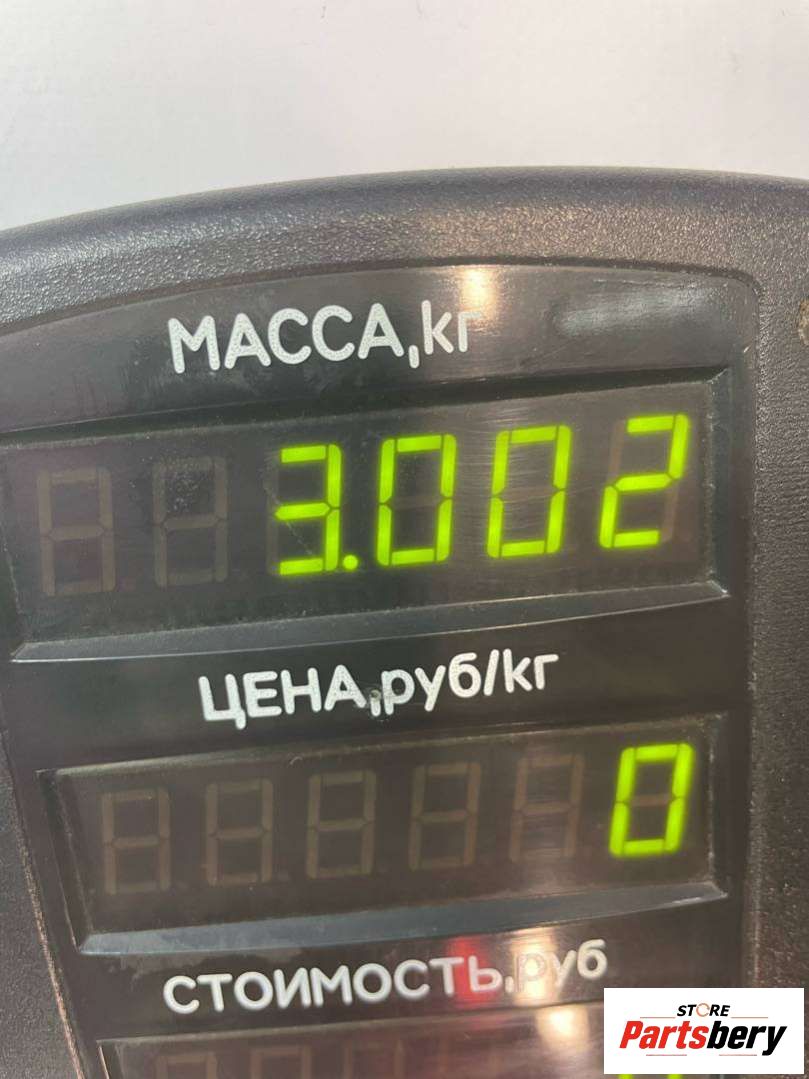 МАССА,кг
3.002
ЦЕНА,руб/кг
0
СТОИМОСТЬ,руб
STORE
Partsbery